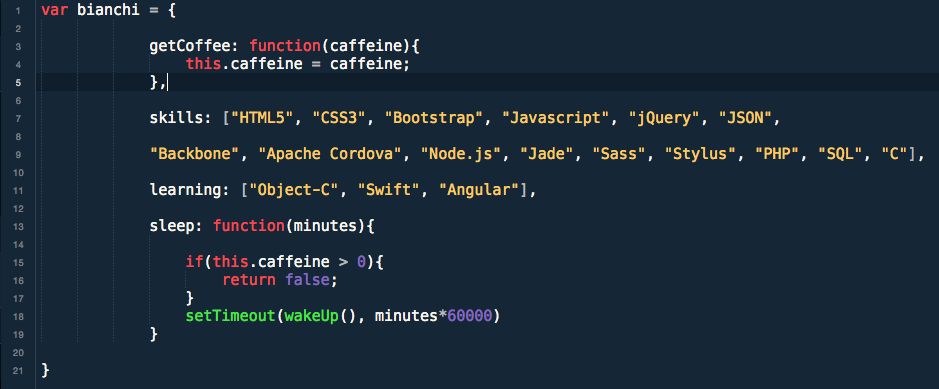 1 var bianchi = {
2
3 getCoffee: function(caffeine){
4 this.caffeine = caffeine;
5 },
6
7 skills: ["HTML5", "CSS3", "Bootstrap", "Javascript", "jQuery", "JSON",
8
9 "Backbone", "Apache Cordova", "Node.js", "Jade", "Sass", "Stylus", "PHP", "SQL", "C"],
10
11 learning: ["Object-C", "Swift", "Angular"],
12
13 sleep: function(minutes){
14
15 if(this.caffeine > 0){
16 return false;
17 }
18 setTimeout(wakeUp(), minutes*60000)
19 }
20
21 }